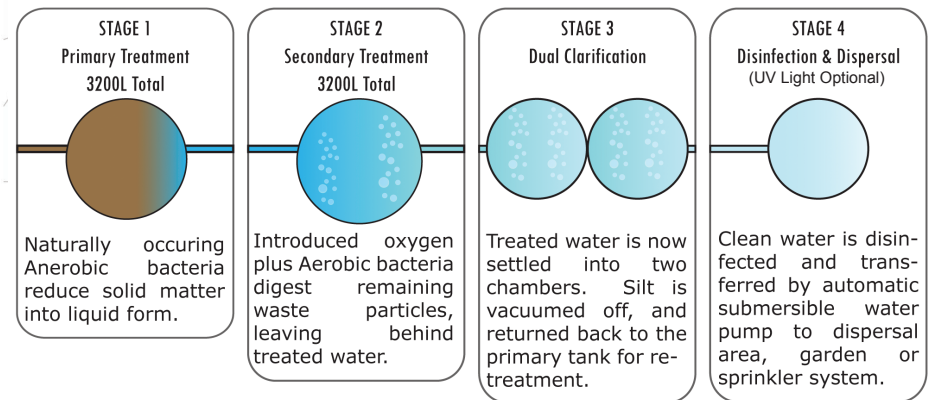 STAGE 1
Primary Treatment
3200L Total
Naturally occuring
Anerobic bacteria
reduce solid matter
into liquid form.
STAGE 2
Secondary Treatment
3200L Total
Introduced oxygen
plus Aerobic bacteria
digest remaining
waste particles,
leaving behind
treated water.
STAGE 3
Dual Clarification
Treated water is now
settled into two
chambers. Silt is
vacuumed off, and
returned back to the
primary tank for re-
treatment.
STAGE 4
Disinfection & Dispersal
(UV Light Optional)
Clean water is disin-
fected and trans-
ferred by automatic
submersible water
pump to dispersal
area, garden or
sprinkler system.